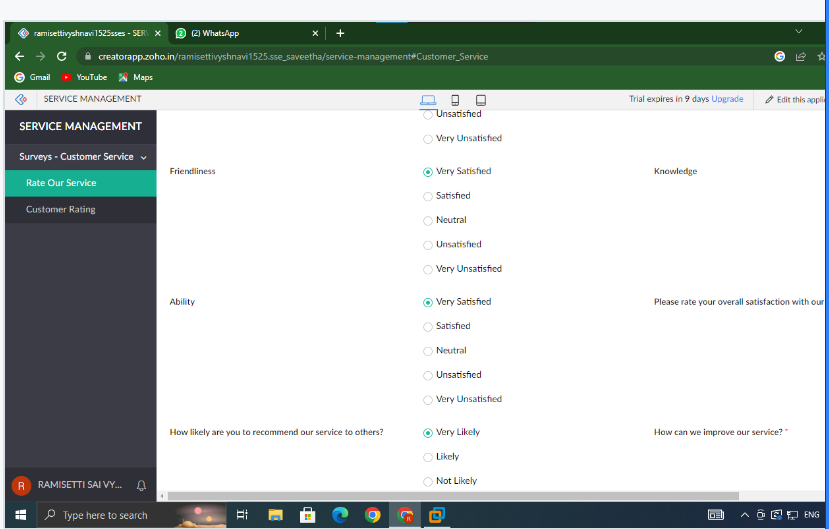 ramisettivyshnavi1525sses - SER
(2) WhatsApp
creatorapp.zoho.in/ramisettivyshnavi1525.sse_saveetha/service-management#Customer_Service
Gmail
YouTube
Maps
SERVICE MANAGEMENT
Trial expires in 9 days Upgrade
Edit this appli
SERVICE MANAGEMENT
Surveys - Customer Service
Rate Our Service
Customer Rating
Unsatisfied
Very Unsatisfied
Friendliness
Very Satisfied
Knowledge
Satisfied
Neutral
Unsatisfied
Very Unsatisfied
Ability
Very Satisfied
Please rate your overall satisfaction with our
Satisfied
Neutral
Unsatisfied
Very Unsatisfied
How likely are you to recommend our service to others?
Very Likely
How can we improve our service? *
Likely
Not Likely
R
RAMISETTI SAI VY...
Type here to search
ENG